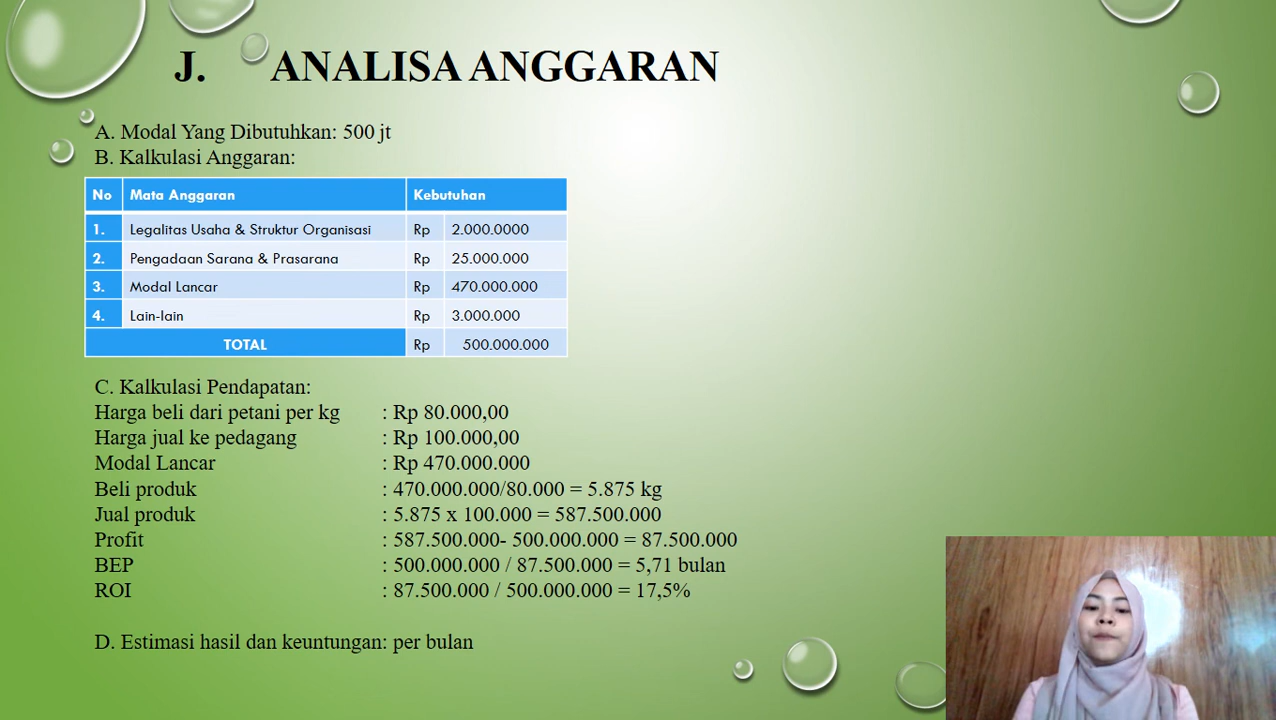 J. ANALISA ANGGARAN
A. Modal Yang Dibutuhkan: 500 jt
B. Kalkulasi Anggaran:
No Mata Anggaran Kebutuhan
1. Legalitas Usaha & Struktur Organisasi Rp 2.000.0000
2. Pengadaan Sarana & Prasarana Rp 25.000.000
3. Modal Lancar Rp 470.000.000
4. Lain-lain Rp 3.000.000
TOTAL Rp 500.000.000
C. Kalkulasi Pendapatan:
Harga beli dari petani per kg : Rp 80.000,00
Harga jual ke pedagang : Rp 100.000,00
Modal Lancar : Rp 470.000.000
Beli produk : 470.000.000/80.000 = 5.875 kg
Jual produk : 5.875 x 100.000 = 587.500.000
Profit : 587.500.000- 500.000.000 = 87.500.000
BEP : 500.000.000 / 87.500.000 = 5,71 bulan
ROI : 87.500.000 / 500.000.000 = 17,5%
D. Estimasi hasil dan keuntungan: per bulan